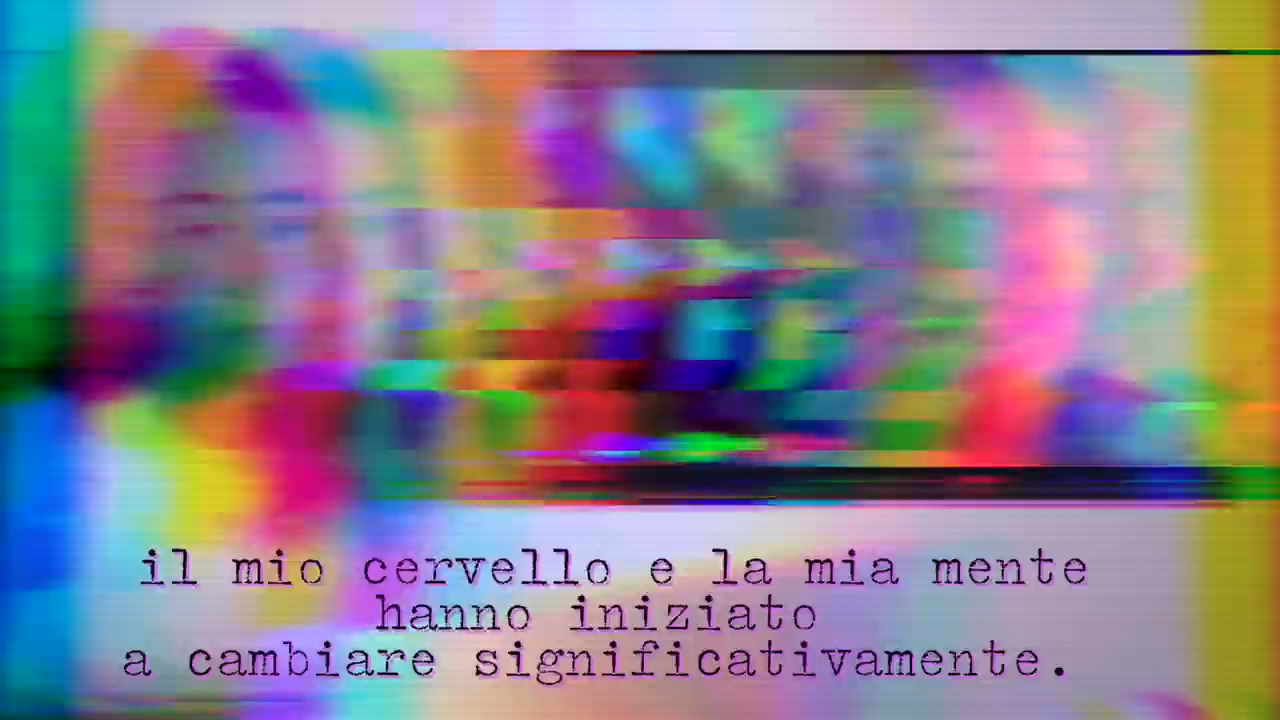 il mio cervello e la mia mente
hanno iniziato
a cambiare significativamente.